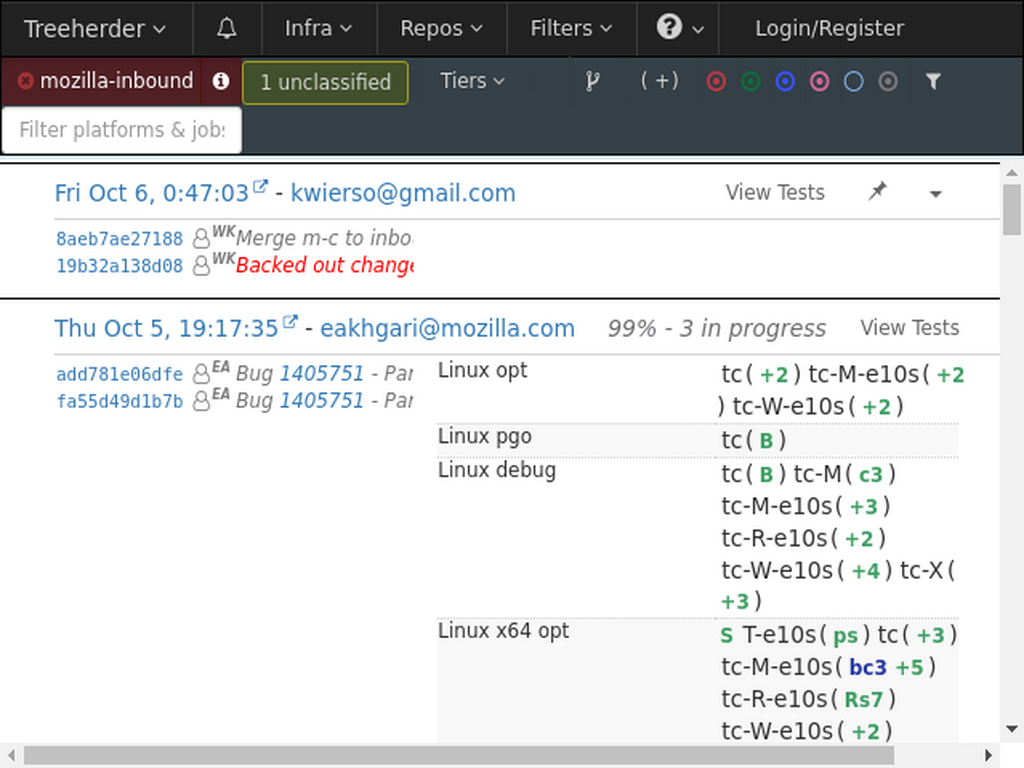 Treeherder Infra Repos Filters ? Login/Register
mozilla-inbound 1 unclassified Tiers ( + )
Filter platforms & jobs
Fri Oct 6, 0:47:03 - kwierso@gmail.com View Tests
8aeb7ae27188 WK Merge m-c to inbo
19b32a138d08 WK Backed out change
Thu Oct 5, 19:17:35 - eakhgari@mozilla.com 99% - 3 in progress View Tests
add781e06dfe EA Bug 1405751 - Par
fa55d49d1b7b EA Bug 1405751 - Par
Linux opt tc( +2 ) tc-M-e10s( +2
) tc-W-e10s( +2 )
Linux pgo tc( B )
Linux debug tc( B ) tc-M( c3 )
tc-M-e10s( +3 )
tc-R-e10s( +2 )
tc-W-e10s( +4 ) tc-X(
+3 )
Linux x64 opt S T-e10s( ps ) tc( +3 )
tc-M-e10s( bc3 +5 )
tc-R-e10s( Rs7 )
tc-W-e10s( +2 )